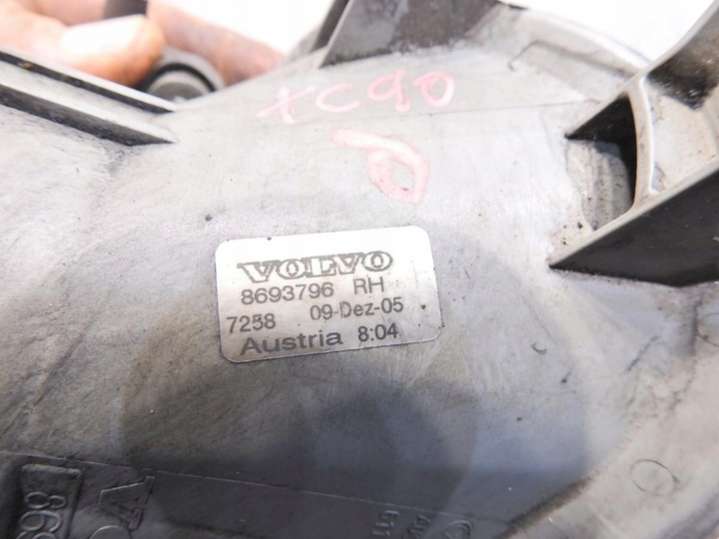 XC90
VOLVO
8693796 RH
7258 09-Dez-05
Austria 8:04